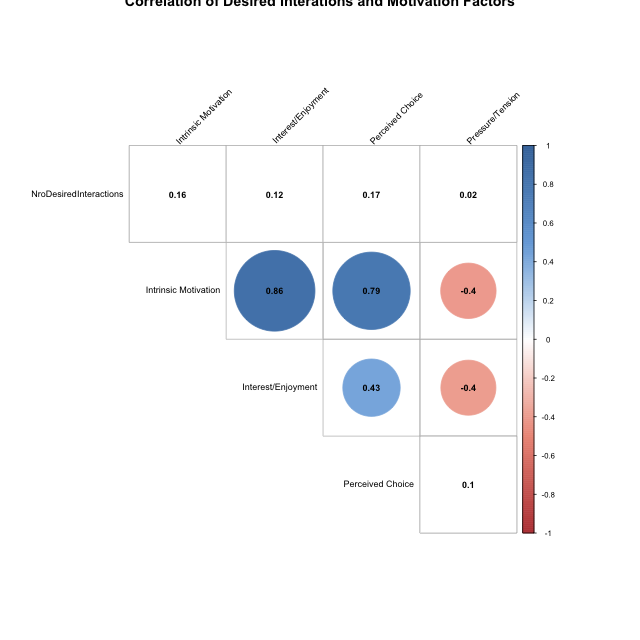 Correlation of Desired Interations and Motivation Factors
Intrinsic Motivation
Interest/Enjoyment
Perceived Choice
Pressure/Tension
NroDesiredInteractions
0.16
0.12
0.17
0.02
Intrinsic Motivation
0.86
0.79
-0.4
Interest/Enjoyment
0.43
-0.4
Perceived Choice
0.1
1
0.8
0.6
0.4
0.2
0
-0.2
-0.4
-0.6
-0.8
-1